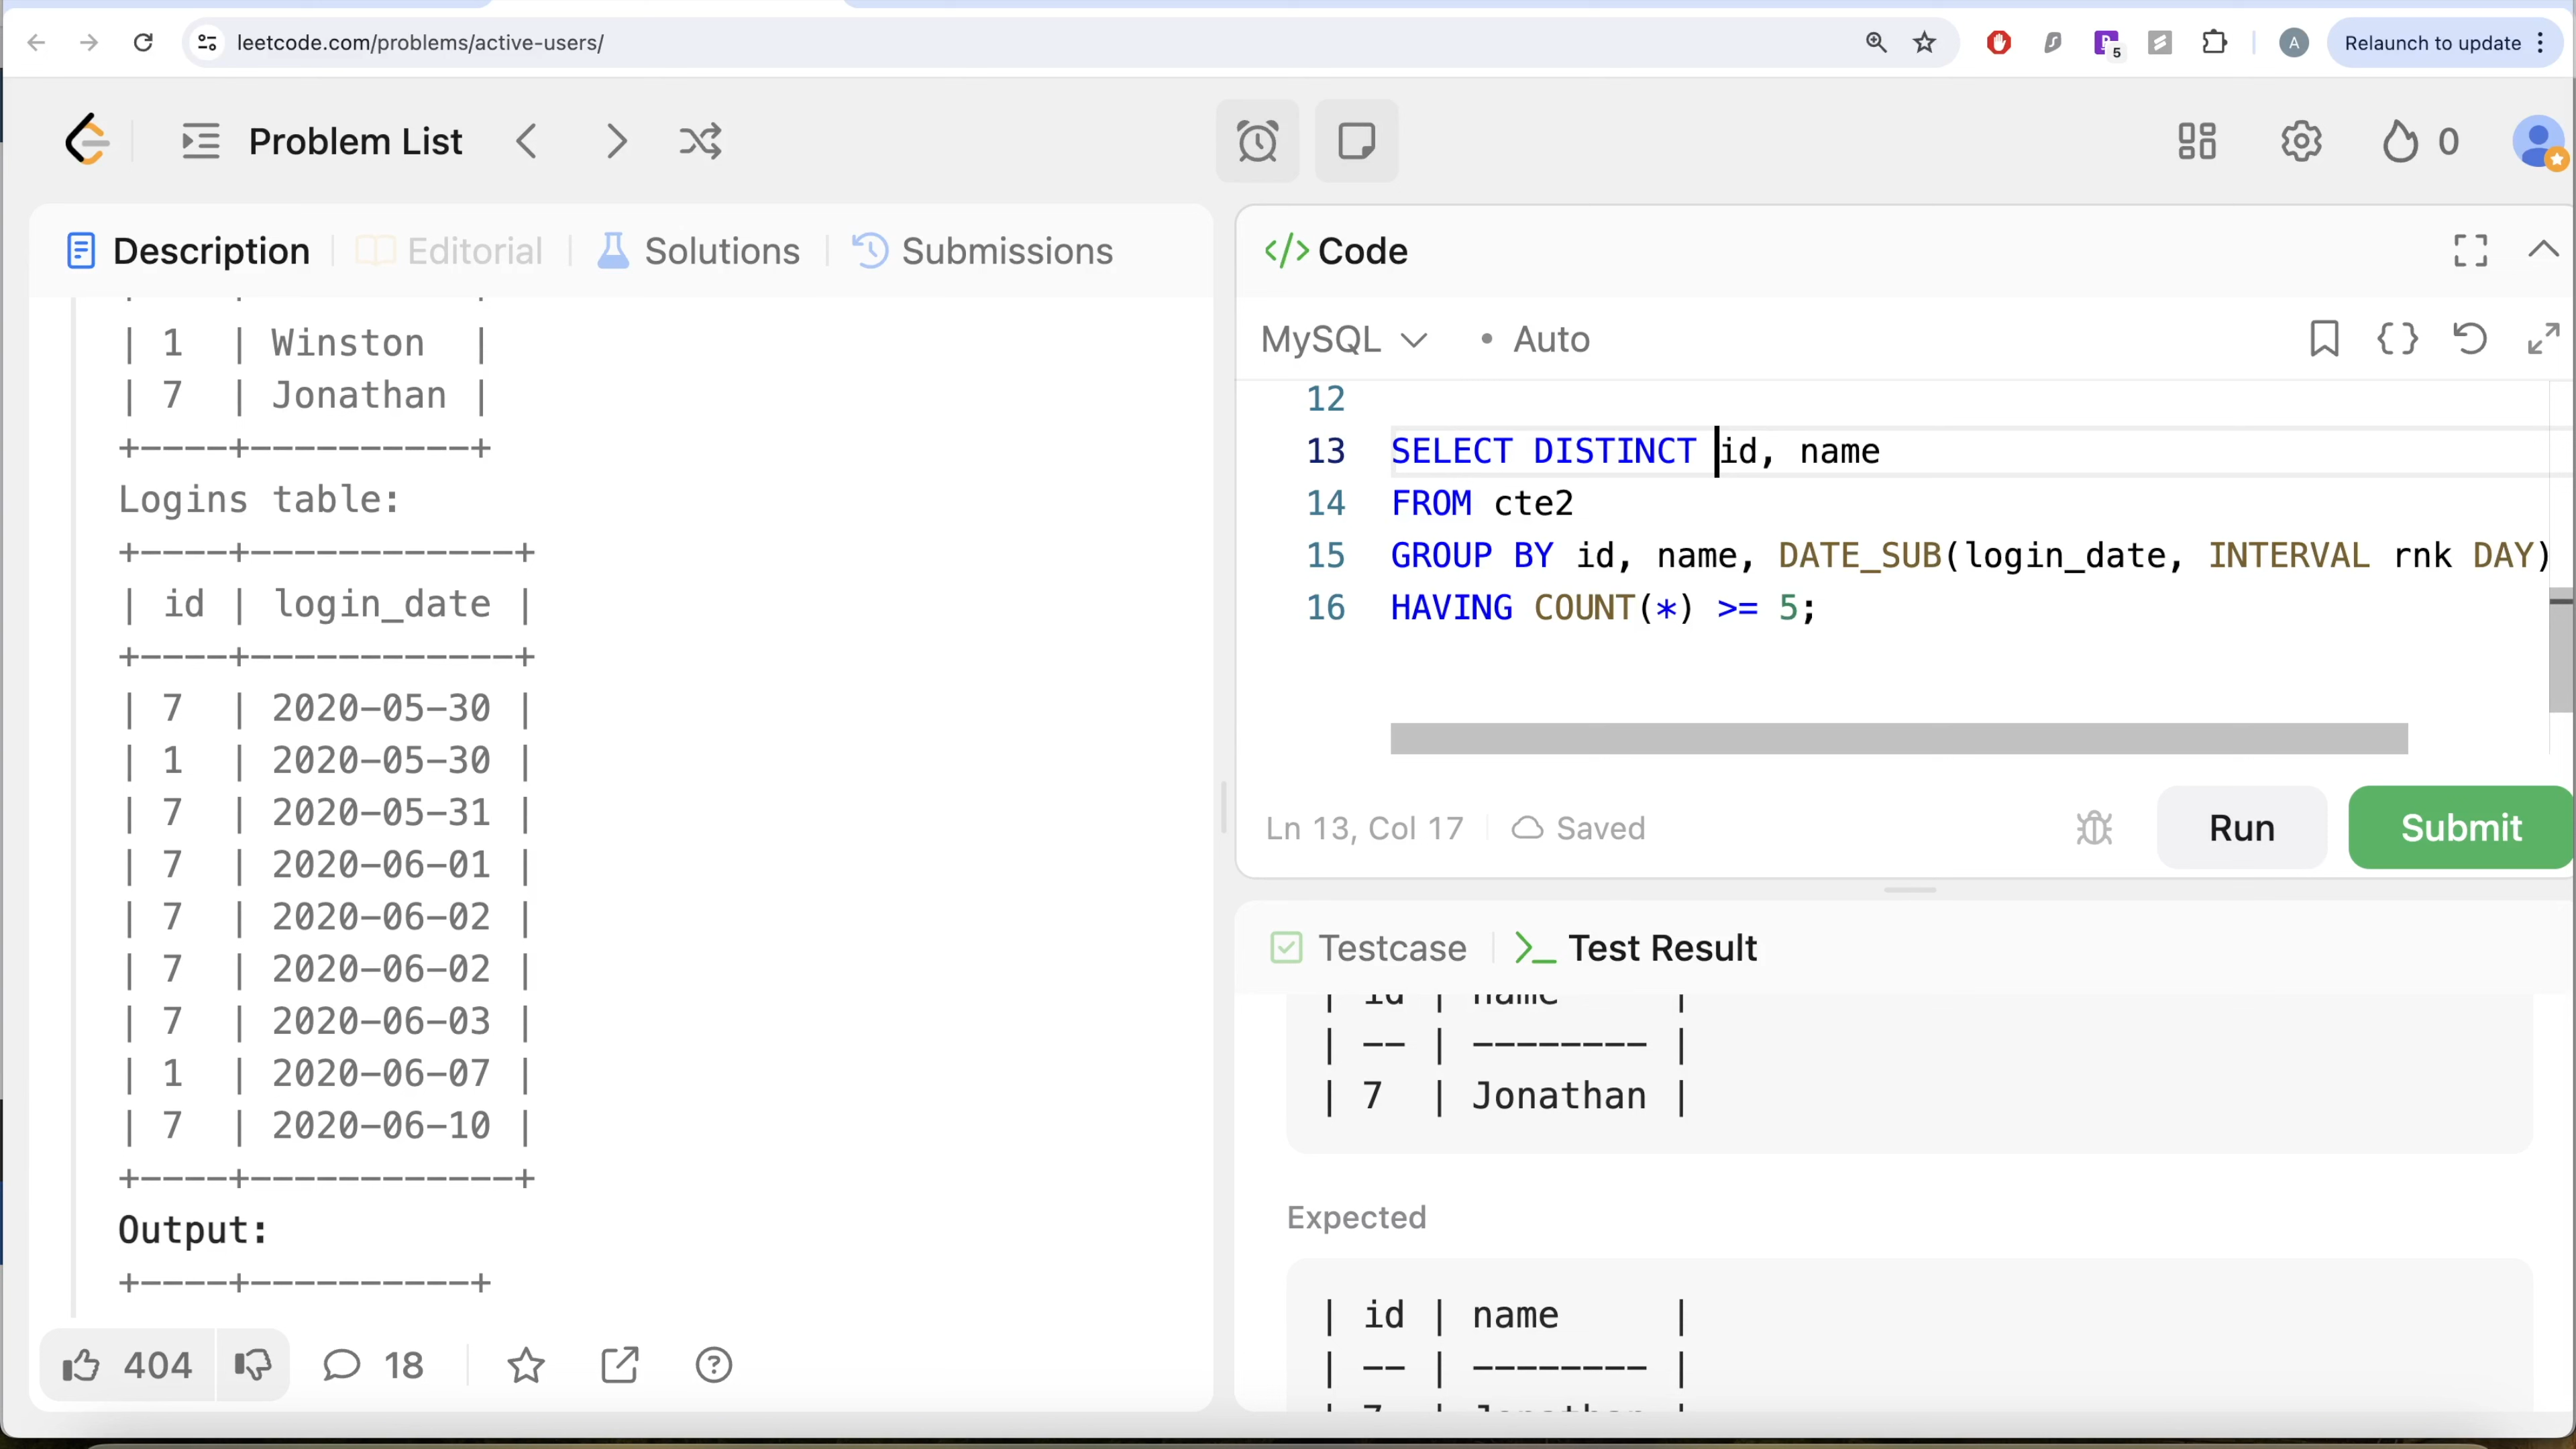 leetcode.com/problems/active-users/
5
A
Relaunch to update
Problem List
0
Description
Editorial
Solutions
Submissions
| 1 | Winston |
| 7 | Jonathan |
+----+----------+
Logins table:
+----+------------+
| id | login_date |
+----+------------+
| 7 | 2020-05-30 |
| 1 | 2020-05-30 |
| 7 | 2020-05-31 |
| 7 | 2020-06-01 |
| 7 | 2020-06-02 |
| 7 | 2020-06-02 |
| 7 | 2020-06-03 |
| 1 | 2020-06-07 |
| 7 | 2020-06-10 |
+----+------------+
Output:
+----+----------+
404
18
</> Code
MySQL
• Auto
12
13 SELECT DISTINCT id, name
14 FROM cte2
15 GROUP BY id, name, DATE_SUB(login_date, INTERVAL rnk DAY)
16 HAVING COUNT(*) >= 5;
Ln 13, Col 17
Saved
Run
Submit
Testcase
>_ Test Result
| id | name |
| -- | -------- |
| 7 | Jonathan |
Expected
| id | name |
| -- | -------- |
| 7 | Jonathan |